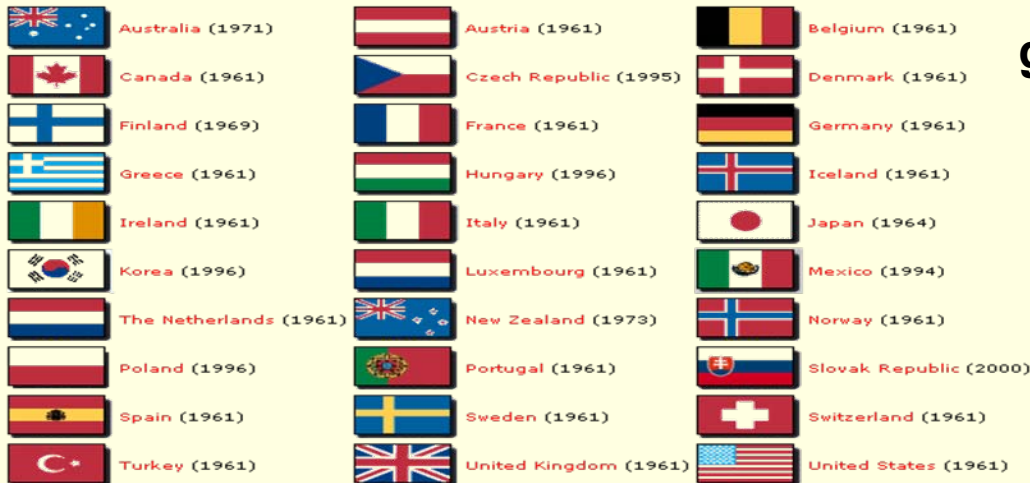 Australia (1971) Austria (1961) Belgium (1961)
g
Canada (1961) Czech Republic (1995) Denmark (1961)
Finland (1969) France (1961) Germany (1961)
Greece (1961) Hungary (1996) Iceland (1961)
Ireland (1961) Italy (1961) Japan (1964)
Korea (1996) Luxembourg (1961) Mexico (1994)
The Netherlands (1961) New Zealand (1973) Norway (1961)
Poland (1996) Portugal (1961) Slovak Republic (2000)
Spain (1961) Sweden (1961) Switzerland (1961)
Turkey (1961) United Kingdom (1961) United States (1961)